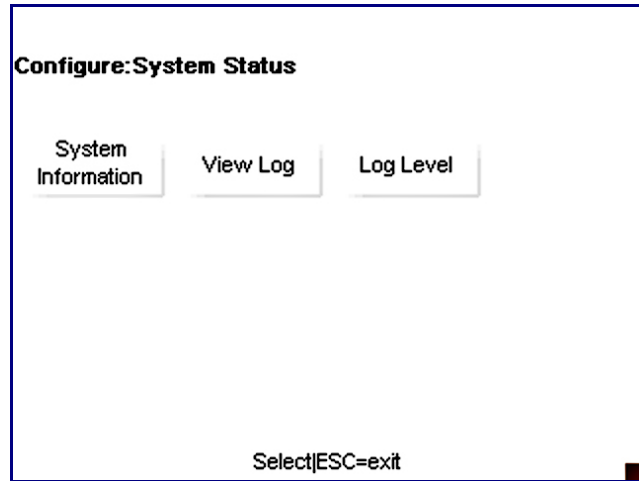 Configure:System Status
System
Information
View Log
Log Level
Select|ESC=exit